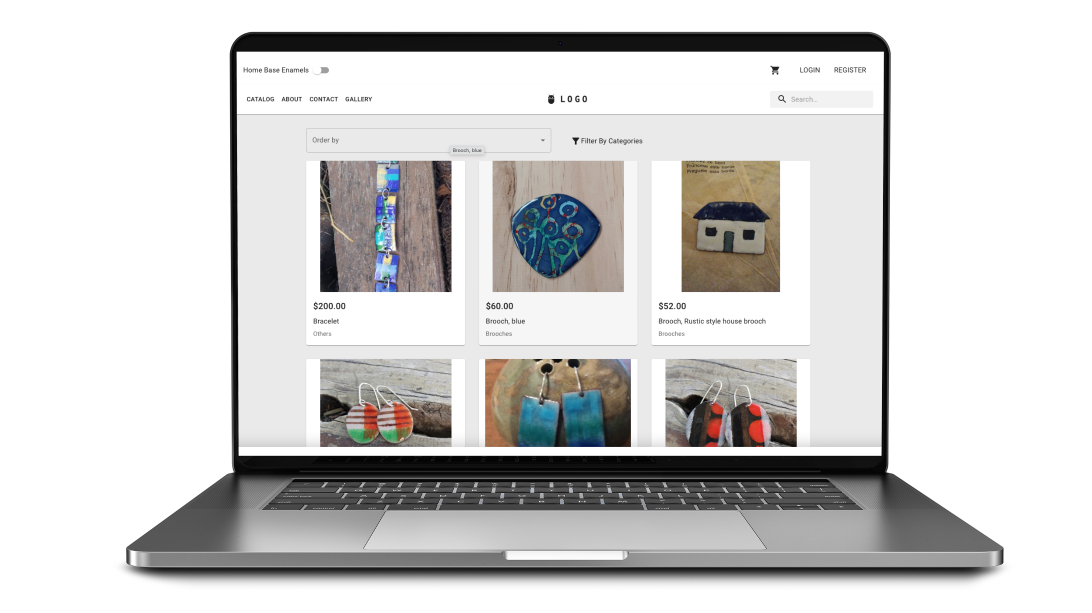 Home Base Enamels
LOGIN REGISTER
CATALOG ABOUT CONTACT GALLERY
LOGO
Search...
Order by
Filter By Categories
Brooch, blue
$200.00
Bracelet
Others
$60.00
Brooch, blue
Brooches
$52.00
Brooch, Rustic style house brooch
Brooches